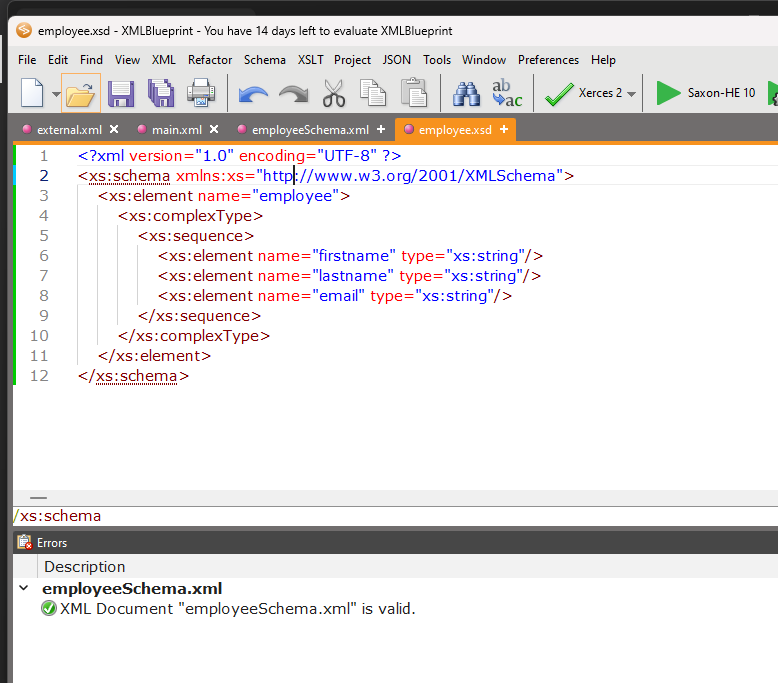 employee.xsd - XMLBlueprint - You have 14 days left to evaluate XMLBlueprint
File Edit Find View XML Refactor Schema XSLT Project JSON Tools Window Preferences Help
ab ac Xerces 2 Saxon-HE 10
external.xml main.xml employeeSchema.xml employee.xsd
1 <?xml version="1.0" encoding="UTF-8" ?>
2 <xs:schema xmlns:xs="http://www.w3.org/2001/XMLSchema">
3 <xs:element name="employee">
4 <xs:complexType>
5 <xs:sequence>
6 <xs:element name="firstname" type="xs:string"/>
7 <xs:element name="lastname" type="xs:string"/>
8 <xs:element name="email" type="xs:string"/>
9 </xs:sequence>
10 </xs:complexType>
11 </xs:element>
12 </xs:schema>
/xs:schema
Errors
Description
employeeSchema.xml
XML Document "employeeSchema.xml" is valid.